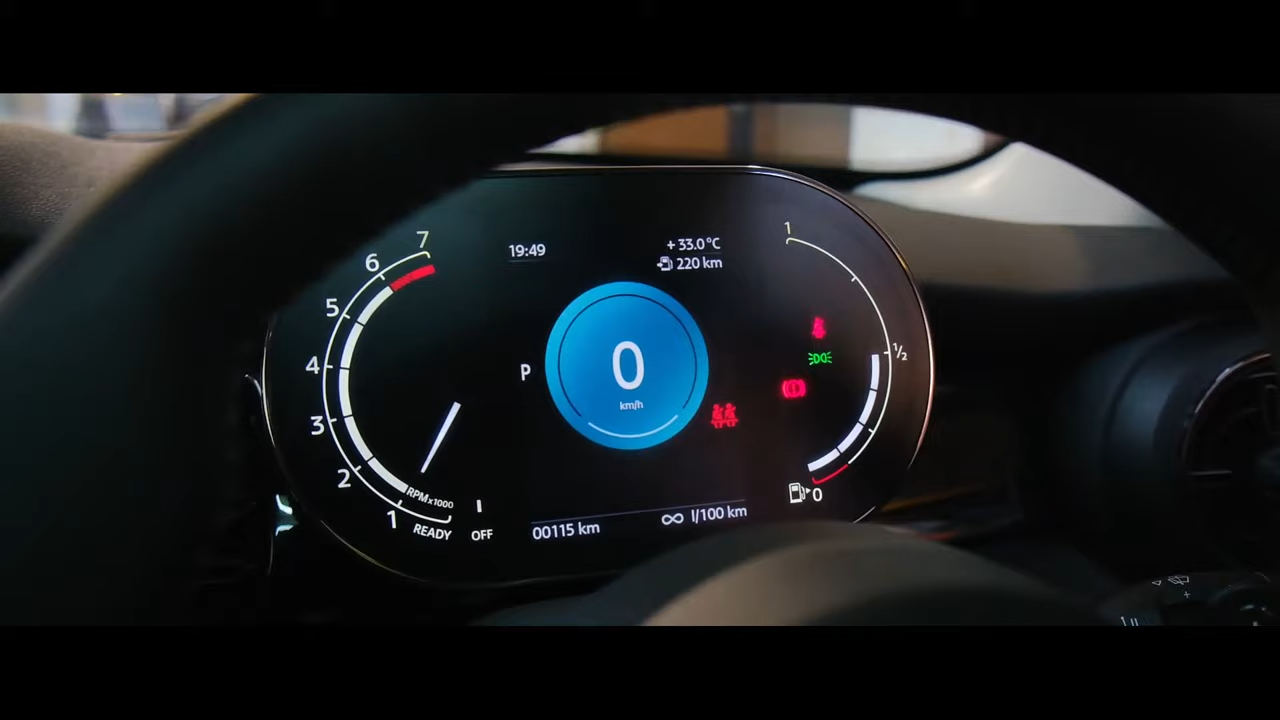 7
6
5
4
3
2
1
RPMx1000
READY
OFF
19:49
+ 33.0°C
220 km
P
0
km/h
00115 km
∞ l/100 km
1
1/2
0